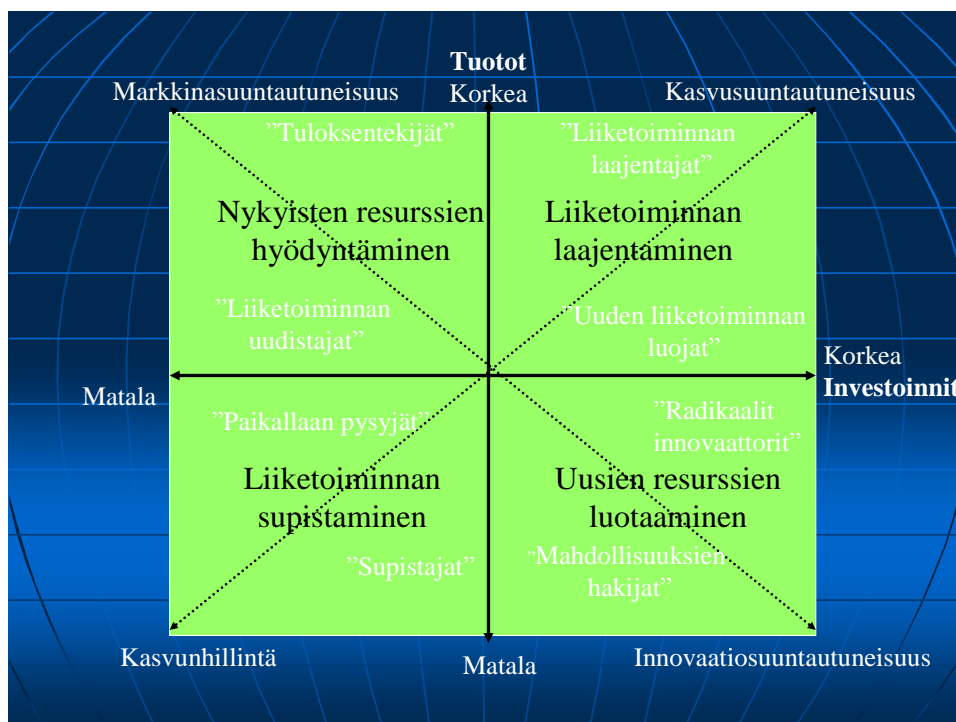 Tuotot
Markkinasuuntautuneisuus
Korkea
Kasvusuuntautuneisuus
”Tuloksentekijät”
”Liiketoiminnan
laajentajat”
Nykyisten resurssien
hyödyntäminen
Liiketoiminnan
laajentaminen
”Liiketoiminnan
uudistajat”
”Uuden liiketoiminnan
luojat”
Korkea
Investoinnit
Matala
”Paikallaan pysyjät”
”Radikaalit
innovaattorit”
Liiketoiminnan
supistaminen
Uusien resurssien
luotaaminen
”Supistajat”
”Mahdollisuuksien
hakijat”
Kasvunhillintä
Matala
Innovaatiosuuntautuneisuus